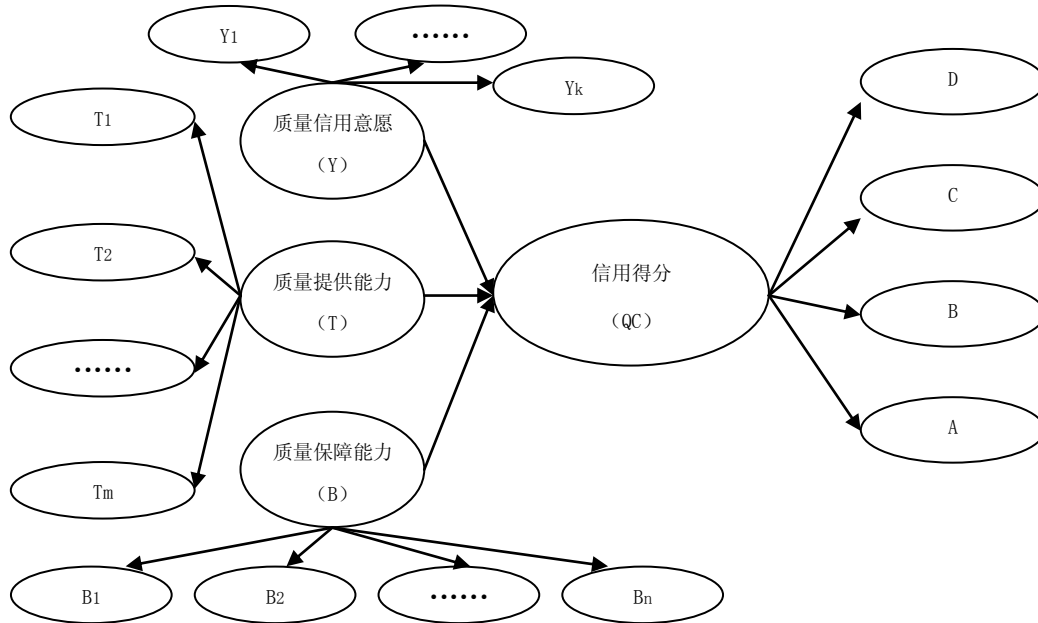 Y1
······
Yk
D
T1
质量信用意愿
（Y）
C
T2
质量提供能力
（T）
信用得分
（QC）
B
······
A
质量保障能力
（B）
Tm
B1
B2
······
Bn